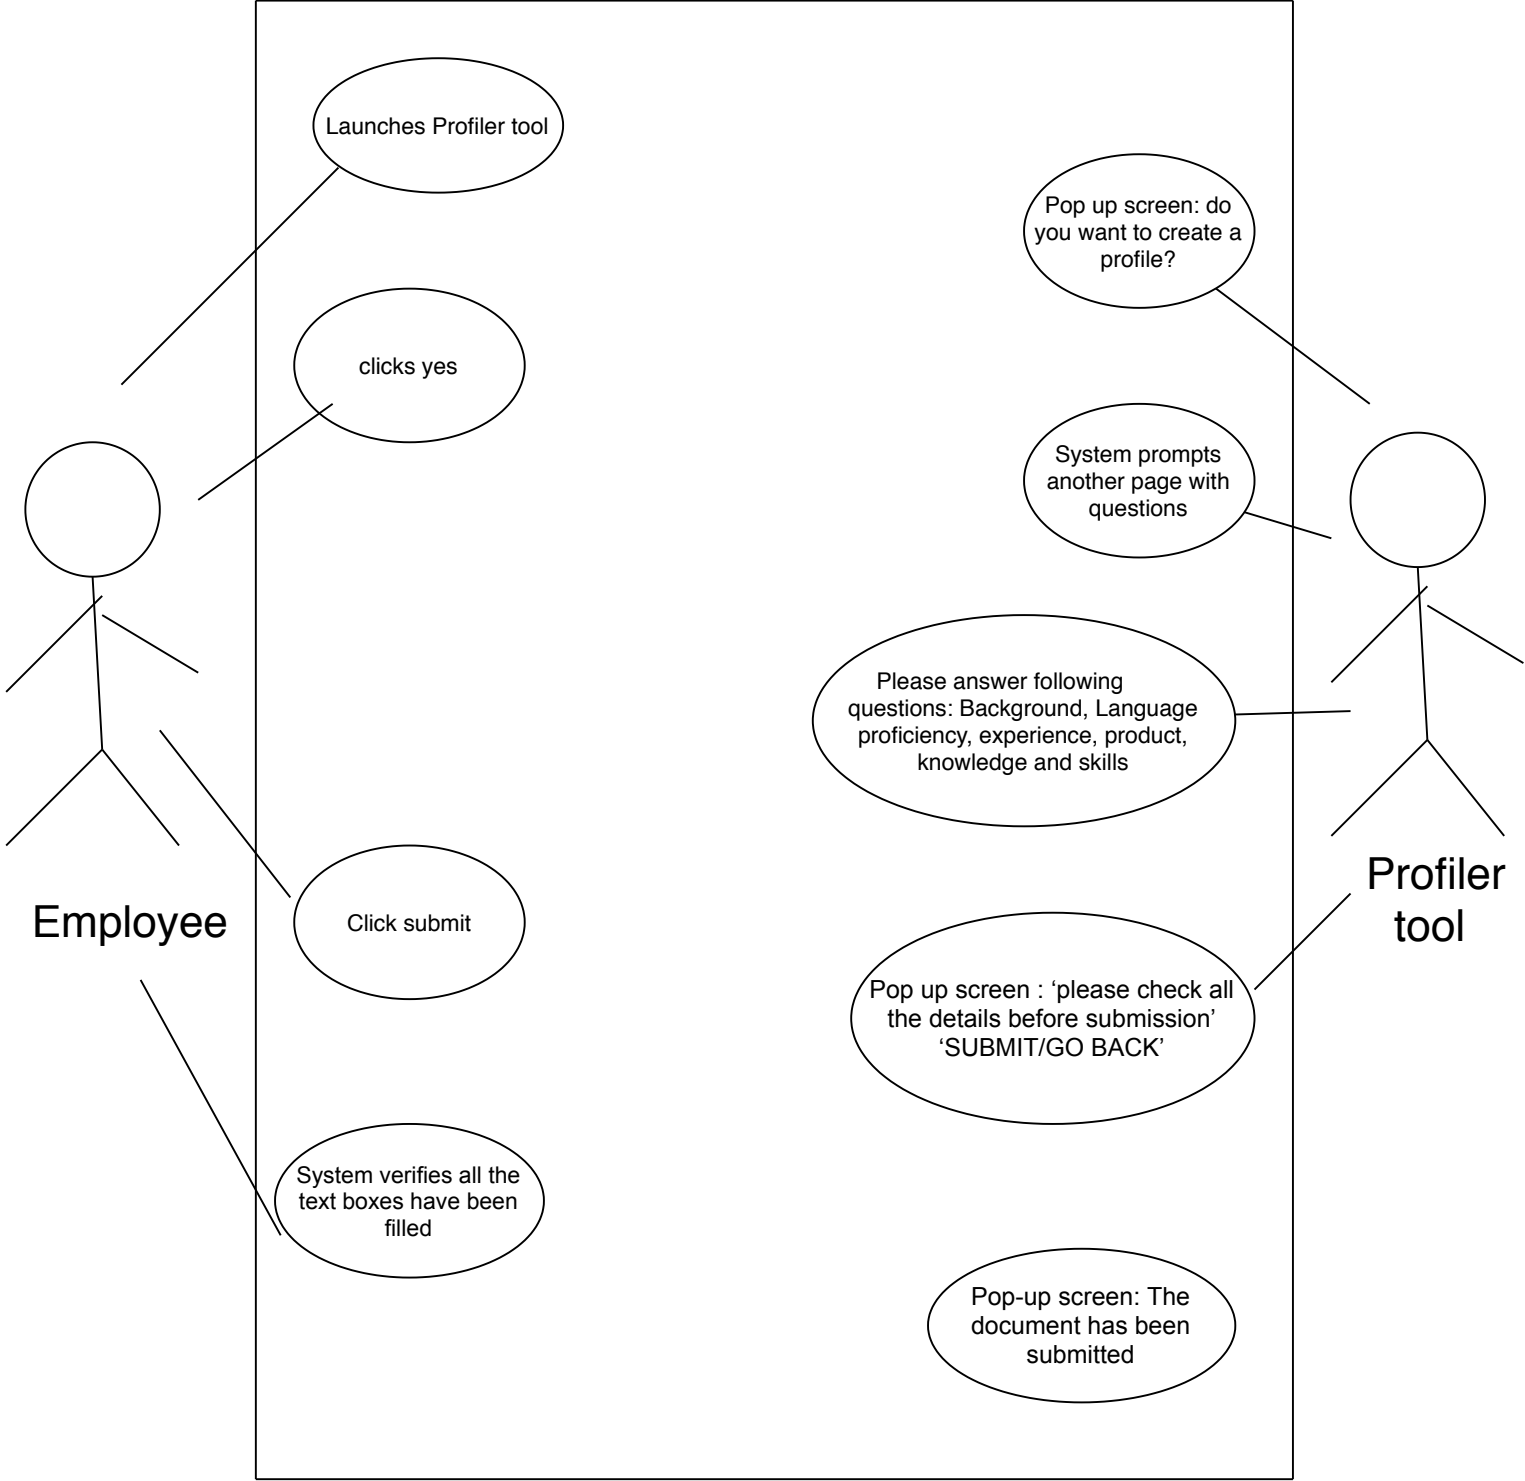 Launches Profiler tool
Pop up screen: do
you want to create a
profile?
clicks yes
System prompts
another page with
questions
Please answer following
questions: Background, Language
proficiency, experience, product,
knowledge and skills
Profiler
tool
Employee
Click submit
Pop up screen : ‘please check all
the details before submission’
‘SUBMIT/GO BACK’
System verifies all the
text boxes have been
filled
Pop-up screen: The
document has been
submitted